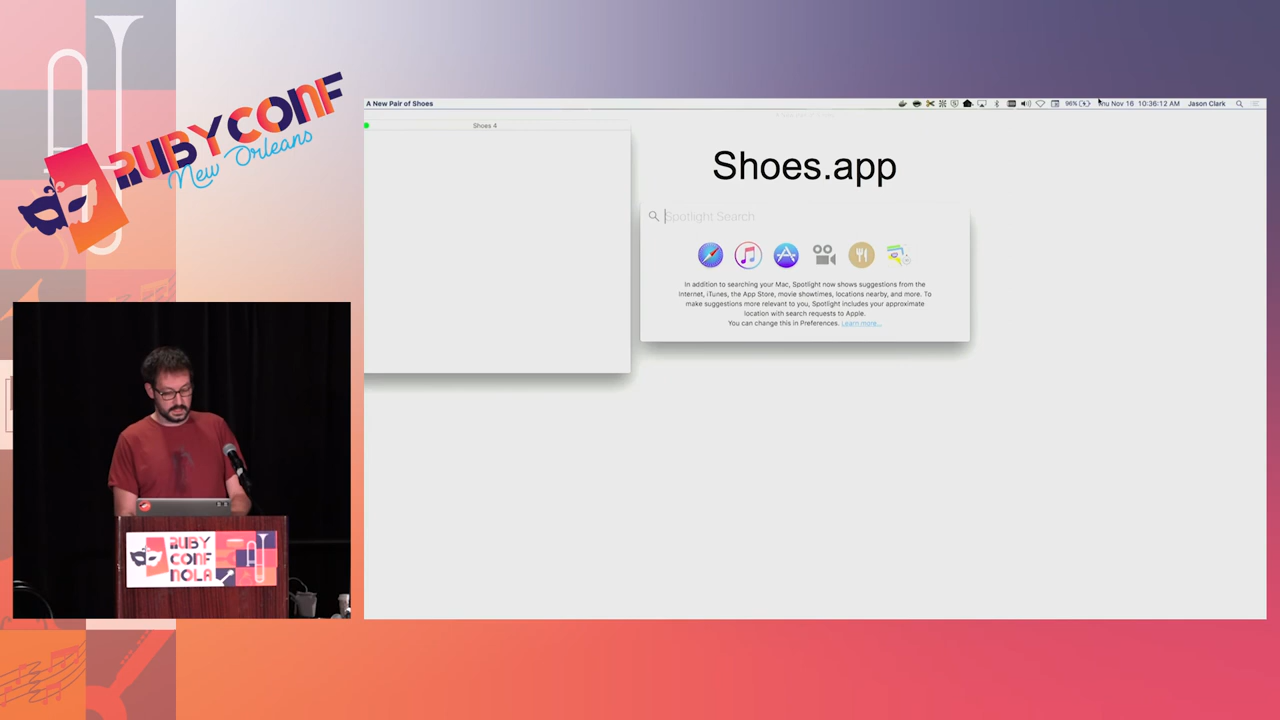 RUBYCONF
New Orleans
A New Pair of Shoes
96%
Thu Nov 16 10:36:12 AM
Jason Clark
Shoes 4
Shoes.app
Spotlight Search
In addition to searching your Mac, Spotlight now shows suggestions from the
Internet, iTunes, the App Store, movie showtimes, locations nearby, and more. To
make suggestions more relevant to you, Spotlight includes your approximate
location with search requests to Apple.
You can change this in Preferences. Learn more...
RUBY
CONF
NOLA